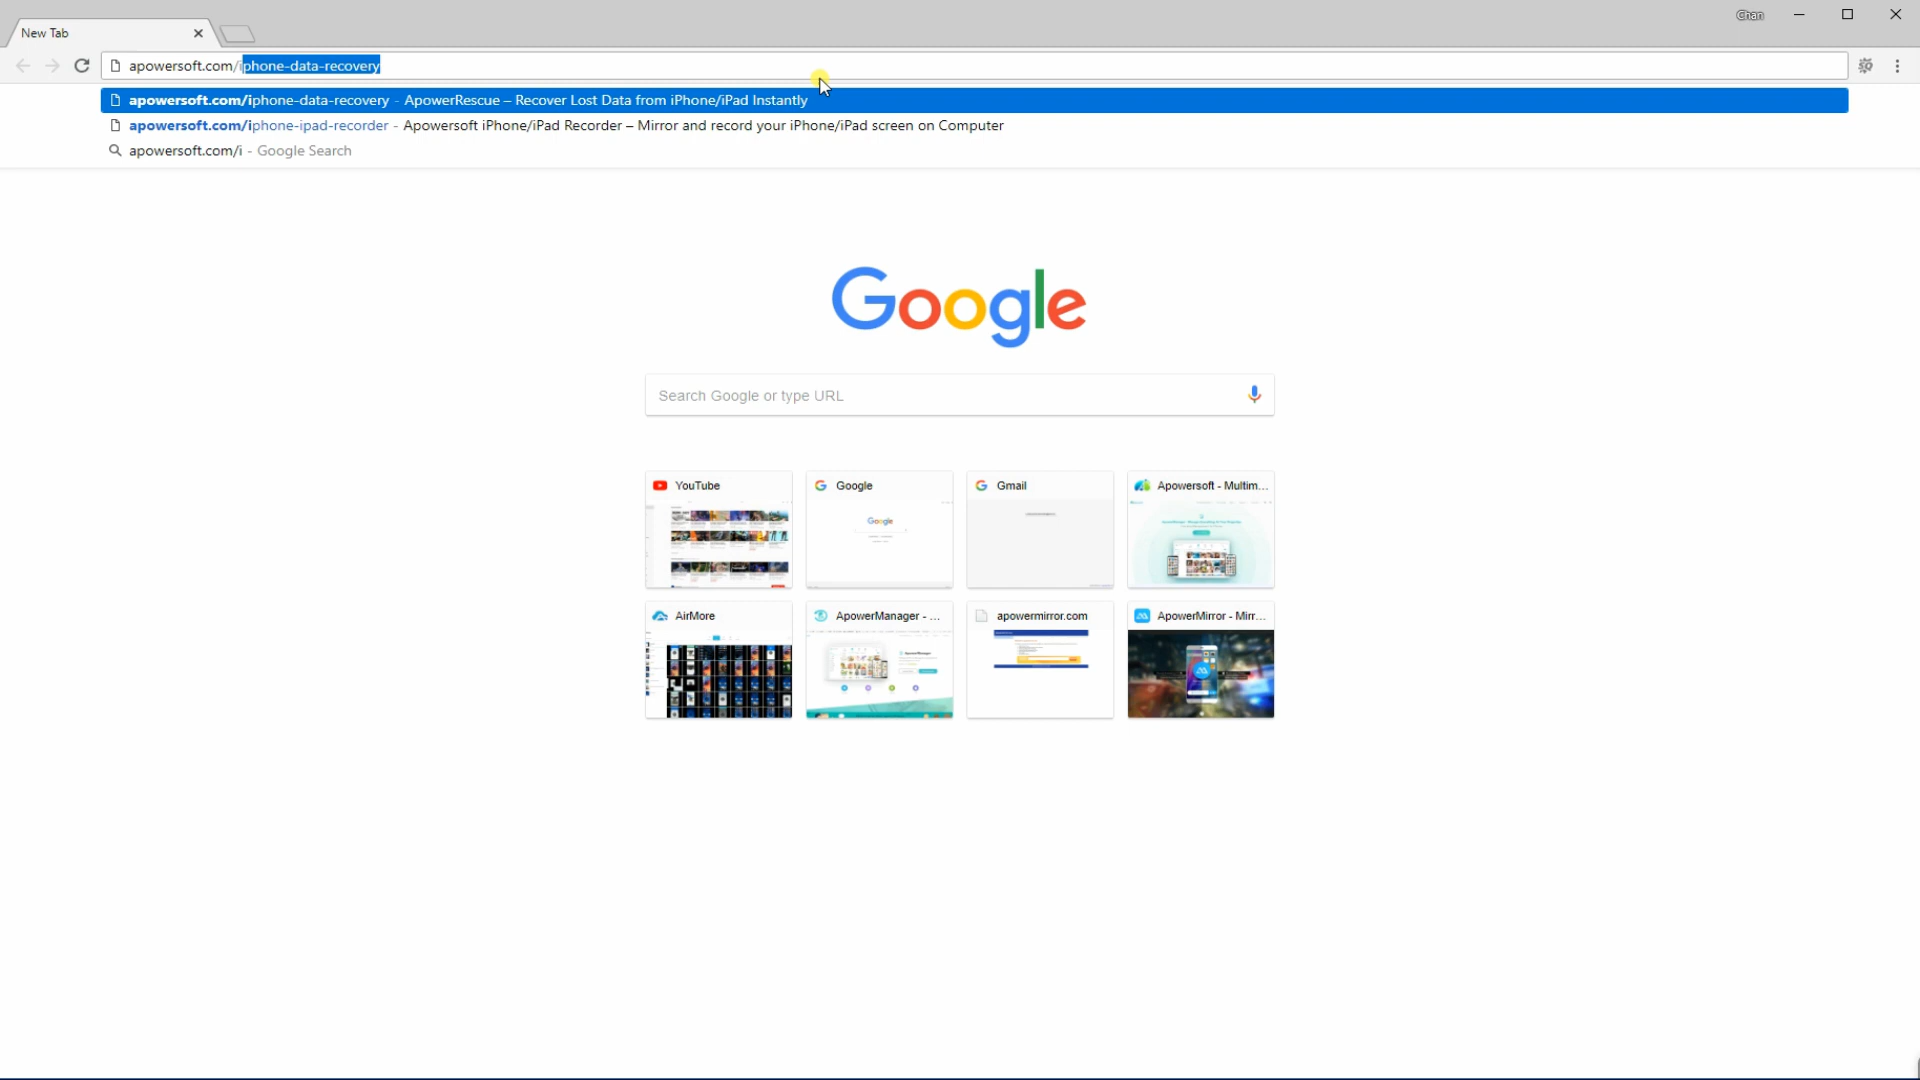 Chan
New Tab
apowersoft.com/iphone-data-recovery
apowersoft.com/iphone-data-recovery - ApowerRescue – Recover Lost Data from iPhone/iPad Instantly
apowersoft.com/iphone-ipad-recorder - Apowersoft iPhone/iPad Recorder – Mirror and record your iPhone/iPad screen on Computer
apowersoft.com/i - Google Search
Google
Search Google or type URL
YouTube
Google
Gmail
Apowersoft - Multim...
Google
AirMore
ApowerManager - ...
apowermirror.com
ApowerMirror - Mirr...